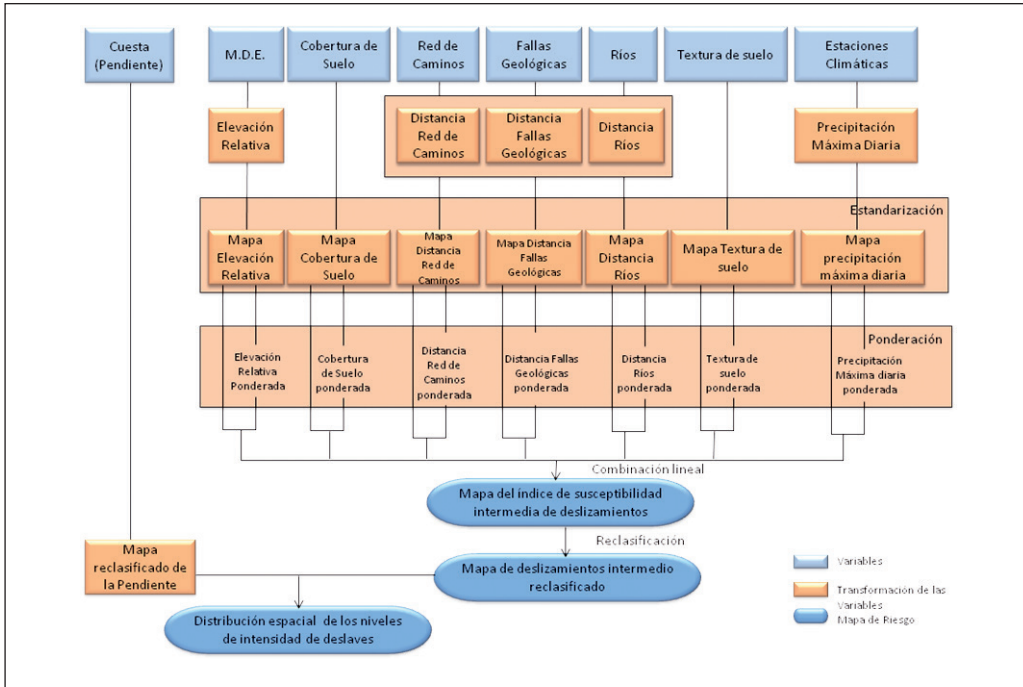 Cuesta
(Pendiente)
M.D.E.
Cobertura de
Suelo
Red de
Caminos
Fallas
Geológicas
Ríos
Textura de suelo
Estaciones
Climáticas
Elevación
Relativa
Distancia
Red de
Caminos
Distancia
Fallas
Geológicas
Distancia
Ríos
Precipitación
Máxima Diaria
Estandarización
Mapa
Elevación
Relativa
Mapa
Cobertura de
Suelo
Mapa
Distancia
Red de
Caminos
Mapa Distancia
Fallas
Geológicas
Mapa
Distancia
Ríos
Mapa Textura de
suelo
Mapa
precipitación
máxima diaria
Ponderación
Elevación
Relativa
Ponderada
Cobertura
de Suelo
ponderada
Distancia
Red de
Caminos
ponderada
Distancia Fallas
Geológicas
ponderada
Distancia
Ríos
ponderada
Textura de
suelo
ponderada
Precipitación
Máxima diaria
ponderada
Combinación lineal
Mapa del índice de susceptibilidad
intermedia de deslizamientos
Reclasificación
Mapa
reclasificado de
la Pendiente
Mapa de deslizamientos intermedio
reclasificado
Distribución espacial de los niveles
de intensidad de deslaves
Variables
Transformación de las
Variables
Mapa de Riesgo